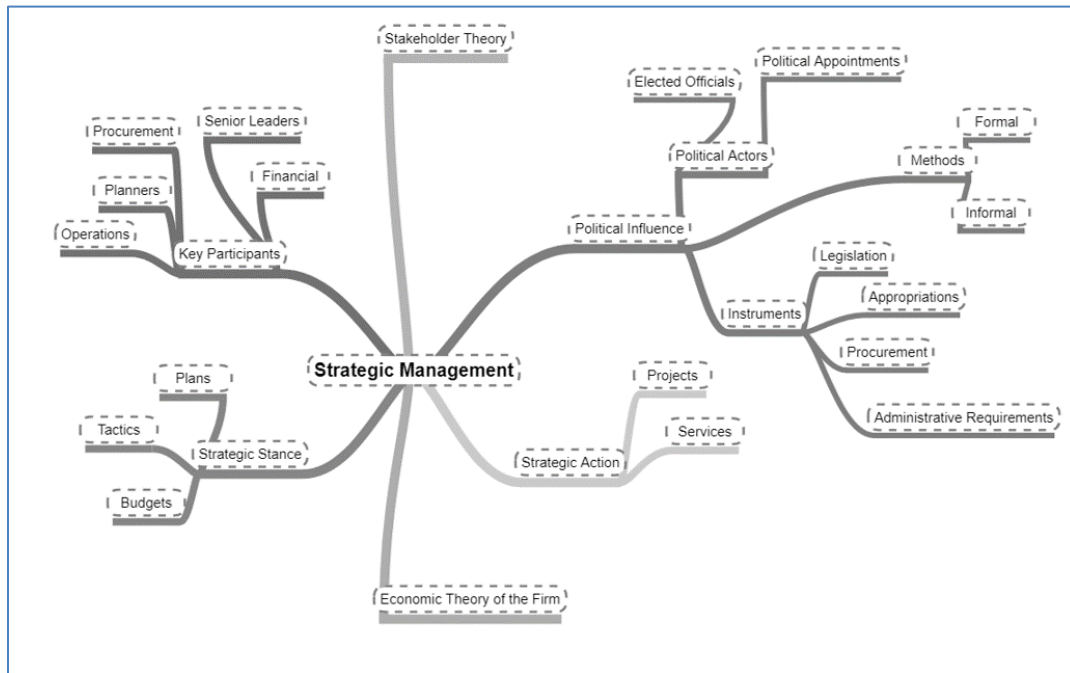 Stakeholder Theory
Political Appointments
Elected Officials
Senior Leaders
Formal
Procurement
Political Actors
Methods
Financial
Planners
Informal
Operations
Political Influence
Key Participants
Legislation
Appropriations
Instruments
Procurement
Strategic Management
Projects
Plans
Administrative Requirements
Tactics
Services
Strategic Stance
Strategic Action
Budgets
Economic Theory of the Firm